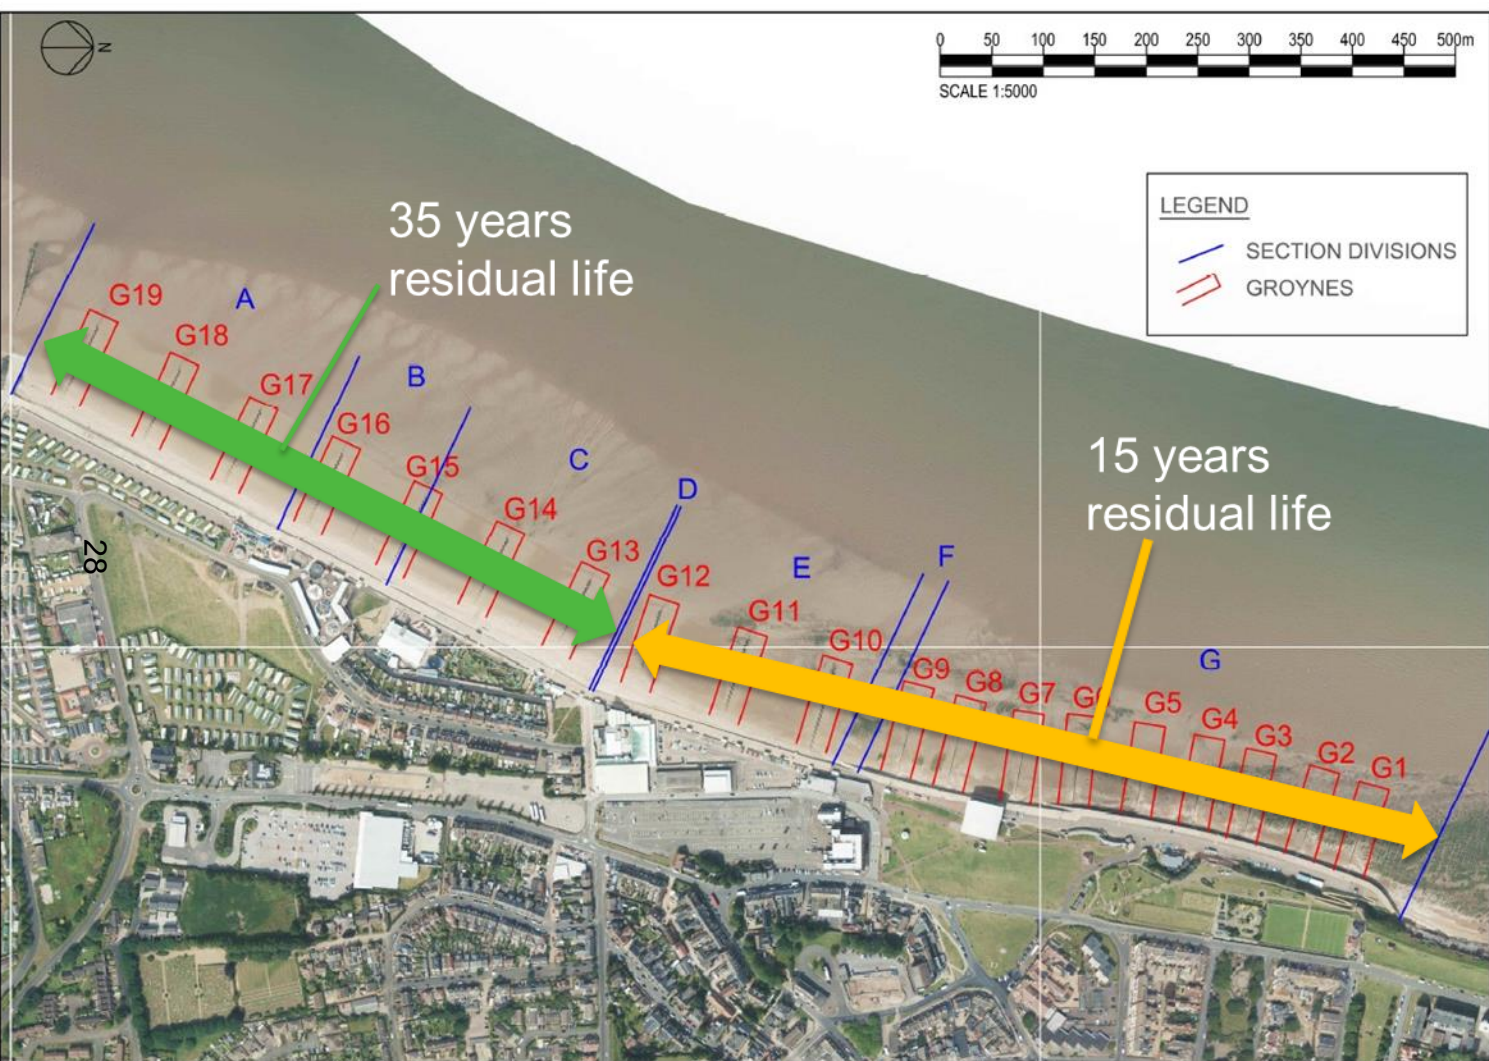 N
0 50 100 150 200 250 300 350 400 450 500m
SCALE 1:5000
LEGEND
SECTION DIVISIONS
GROYNES
35 years
residual life
15 years
residual life
A
B
C
D
E
F
G
G19
G18
G17
G16
G15
G14
G13
G12
G11
G10
G9
G8
G7
G5
G4
G3
G2
G1
28